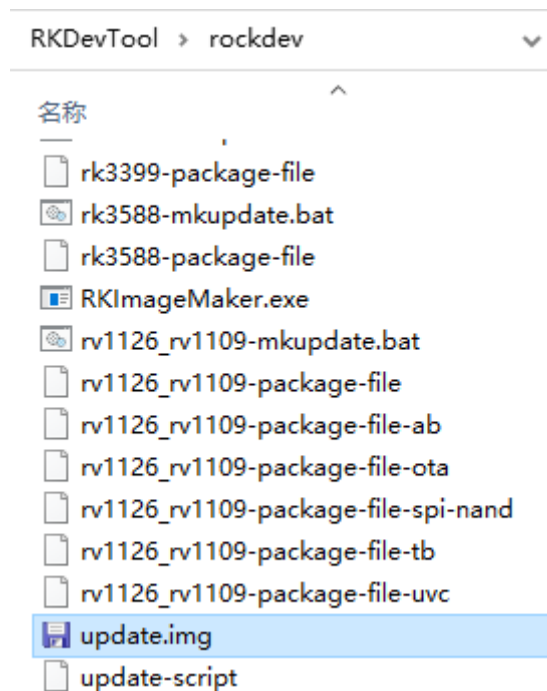 RKDevTool > rockdev
名称
rk3399-package-file
rk3588-mkupdate.bat
rk3588-package-file
RKImageMaker.exe
rv1126_rv1109-mkupdate.bat
rv1126_rv1109-package-file
rv1126_rv1109-package-file-ab
rv1126_rv1109-package-file-ota
rv1126_rv1109-package-file-spi-nand
rv1126_rv1109-package-file-tb
rv1126_rv1109-package-file-uvc
update.img
update-script